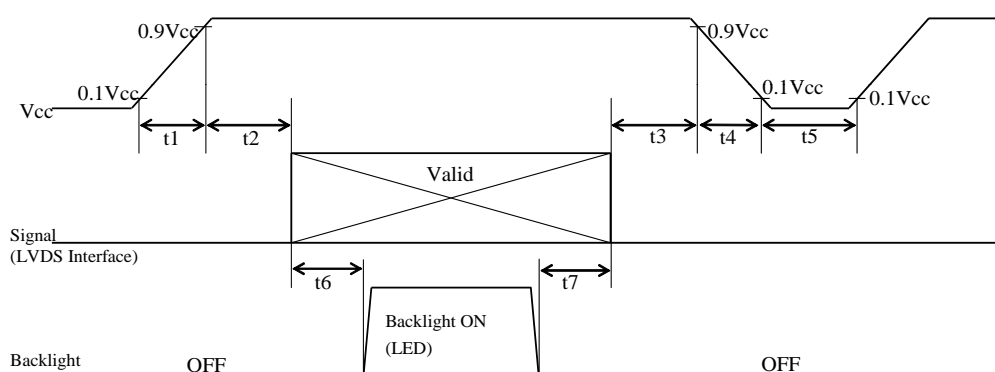 0.9Vcc
0.9Vcc
0.1Vcc
0.1Vcc
0.1Vcc
Vcc
t1
t2
t3
t4
t5
Valid
Signal
(LVDS Interface)
t6
t7
Backlight ON
(LED)
Backlight
OFF
OFF